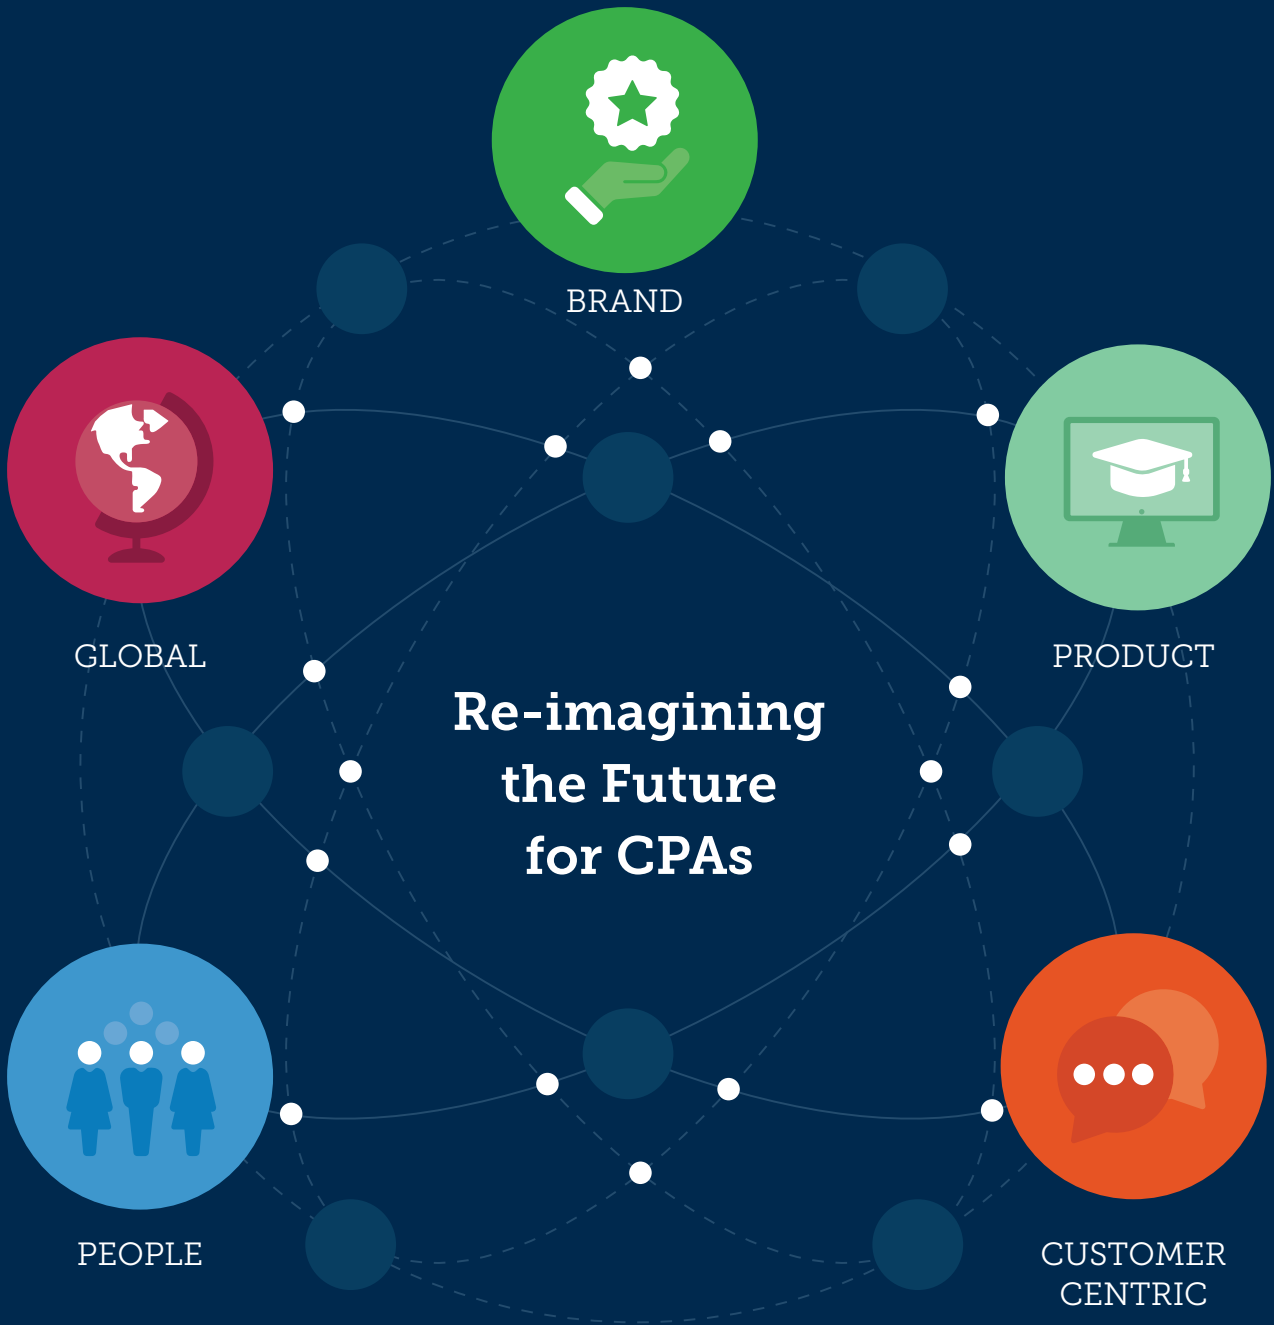 BRAND
GLOBAL
PRODUCT
Re-imagining
the Future
for CPAs
PEOPLE
CUSTOMER
CENTRIC